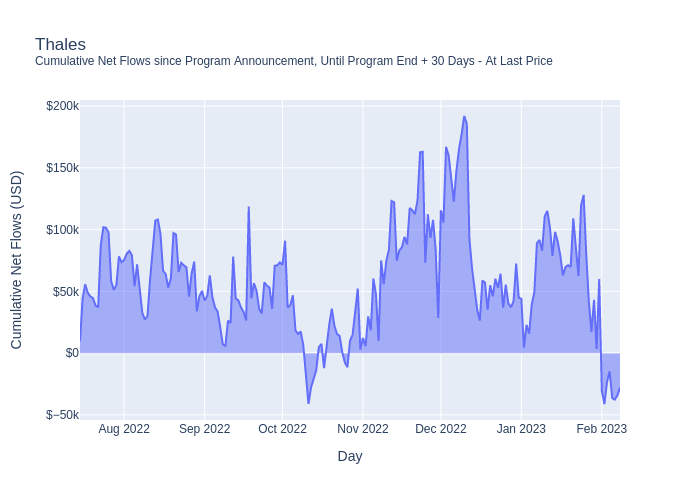 Thales
Cumulative Net Flows since Program Announcement, Until Program End + 30 Days - At Last Price
Cumulative Net Flows (USD)
$200k
$150k
$100k
$50k
$0
$−50k
Aug 2022 Sep 2022 Oct 2022 Nov 2022 Dec 2022 Jan 2023 Feb 2023
Day